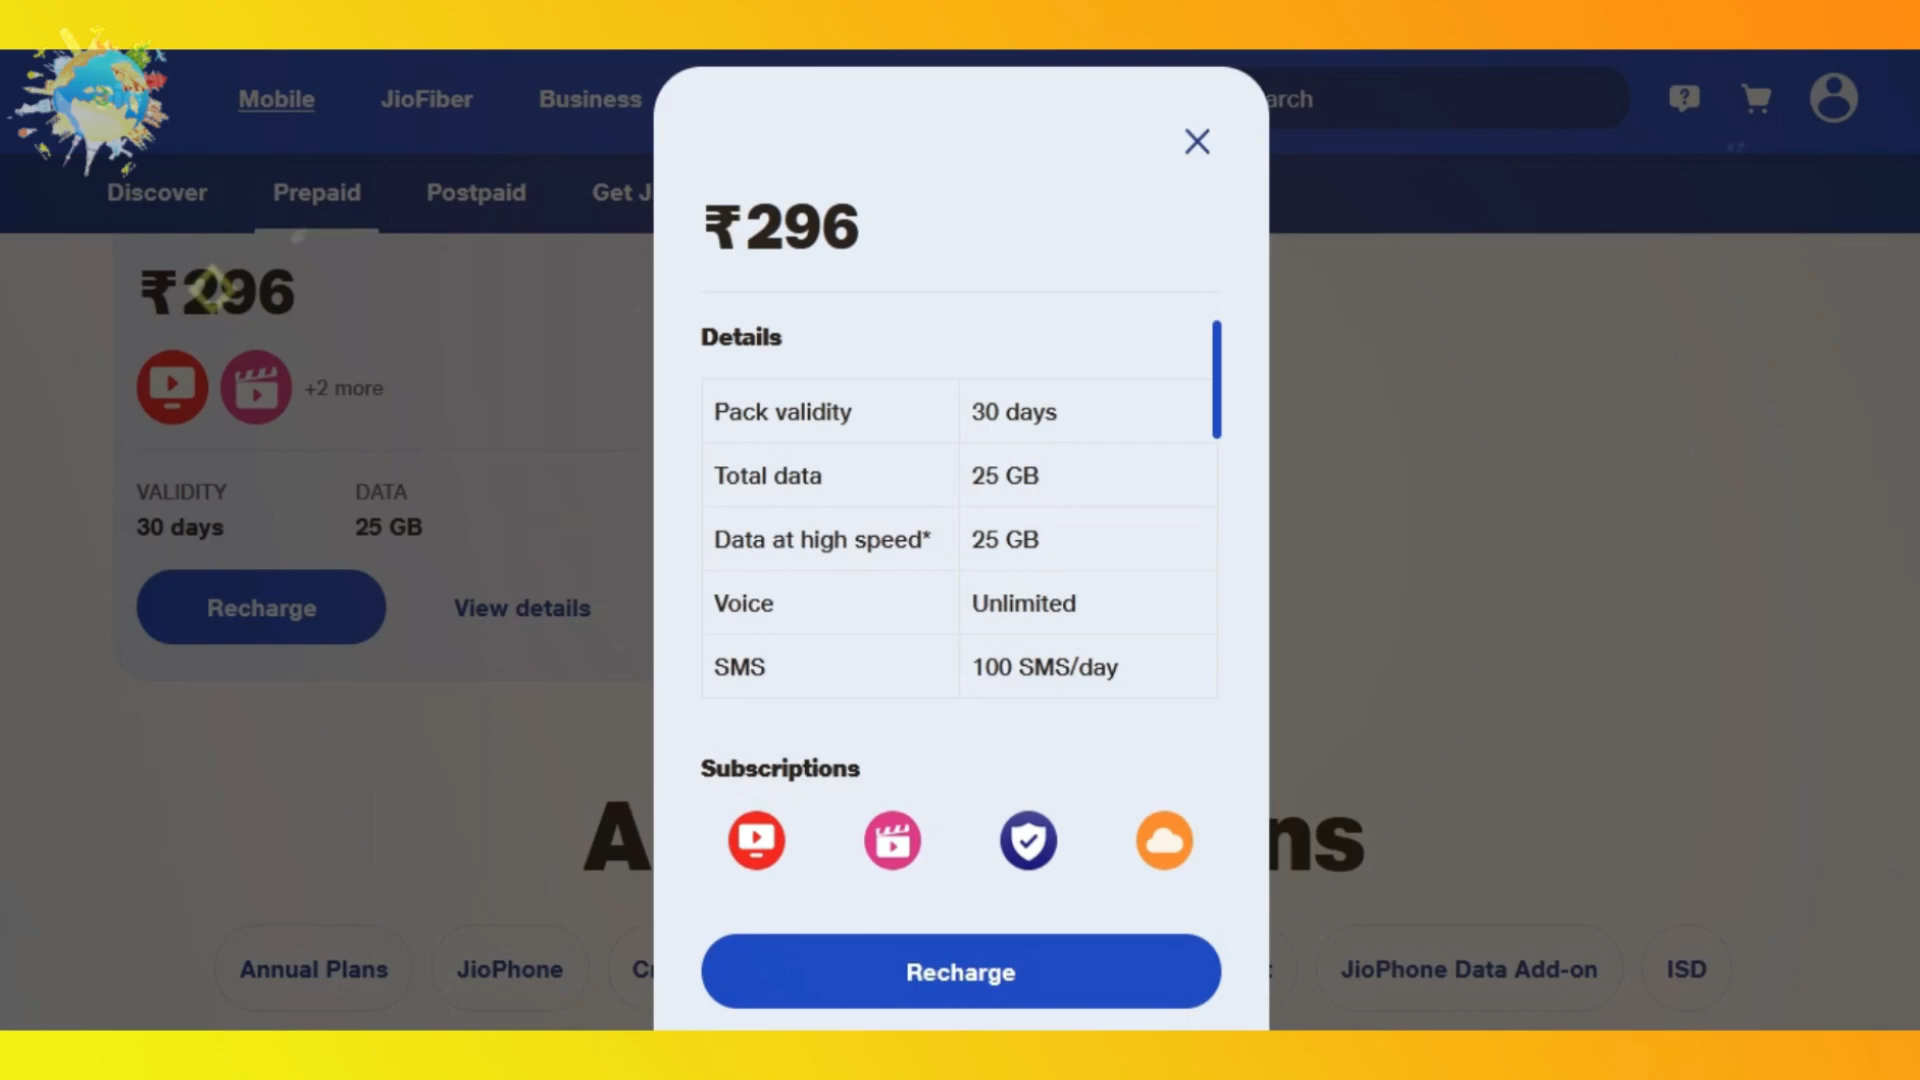 Mobile
JioFiber
Business
arch
Discover
Prepaid
Postpaid
Get J
₹296
+2 more
VALIDITY
DATA
30 days
25 GB
Recharge
View details
₹296
Details
Pack validity
30 days
Total data
25 GB
Data at high speed*
25 GB
Voice
Unlimited
SMS
100 SMS/day
Subscriptions
Recharge
A
ns
Annual Plans
JioPhone
JioPhone Data Add-on
ISD